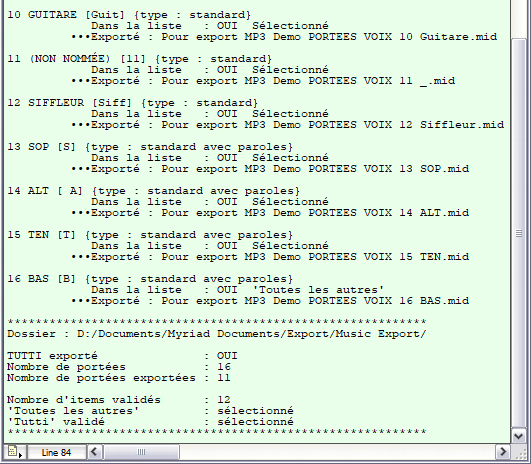 10 GUITARE [Guit] {type : standard}
Dans la liste : OUI Sélectionné
•••Exporté : Pour export MP3 Demo PORTEES VOIX 10 Guitare.mid
11 (NON NOMMÉE) [11] {type : standard}
Dans la liste : OUI Sélectionné
•••Exporté : Pour export MP3 Demo PORTEES VOIX 11 _.mid
12 SIFFLEUR [Siff] {type : standard}
Dans la liste : OUI Sélectionné
•••Exporté : Pour export MP3 Demo PORTEES VOIX 12 Siffleur.mid
13 SOP [S] {type : standard avec paroles}
Dans la liste : OUI Sélectionné
•••Exporté : Pour export MP3 Demo PORTEES VOIX 13 SOP.mid
14 ALT [ A] {type : standard avec paroles}
Dans la liste : OUI Sélectionné
•••Exporté : Pour export MP3 Demo PORTEES VOIX 14 ALT.mid
15 TEN [T] {type : standard avec paroles}
Dans la liste : OUI Sélectionné
•••Exporté : Pour export MP3 Demo PORTEES VOIX 15 TEN.mid
16 BAS [B] {type : standard avec paroles}
Dans la liste : OUI 'Toutes les autres'
•••Exporté : Pour export MP3 Demo PORTEES VOIX 16 BAS.mid
************************************************************
Dossier : D:/Documents/Myriad Documents/Export/Music Export/
TUTTI exporté : OUI
Nombre de portées : 16
Nombre de portées exportées : 11
Nombre d'items validés : 12
'Toutes les autres' : sélectionné
'Tutti' validé : sélectionné
************************************************************
Line 84